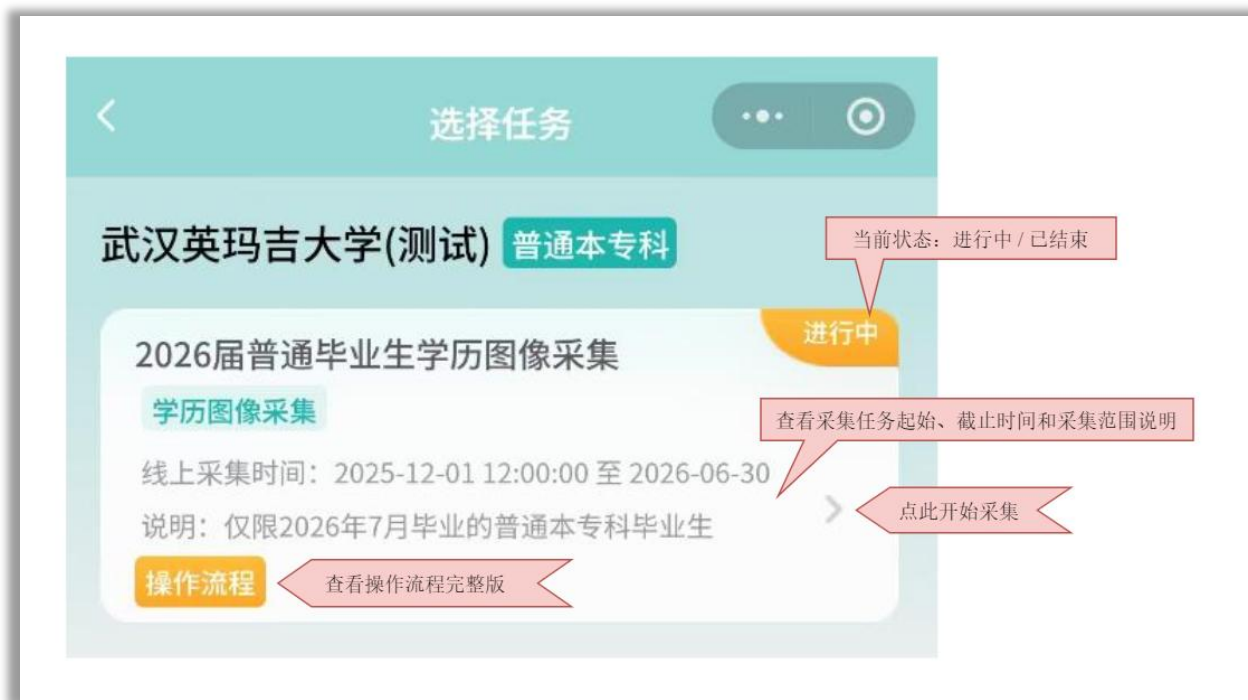 选择任务
武汉英玛吉大学(测试) 普通本专科
当前状态：进行中 / 已结束
进行中
2026届普通毕业生学历图像采集
学历图像采集
查看采集任务起始、截止时间和采集范围说明
线上采集时间：2025-12-01 12:00:00 至 2026-06-30
点此开始采集
说明：仅限2026年7月毕业的普通本专科毕业生
操作流程
查看操作流程完整版